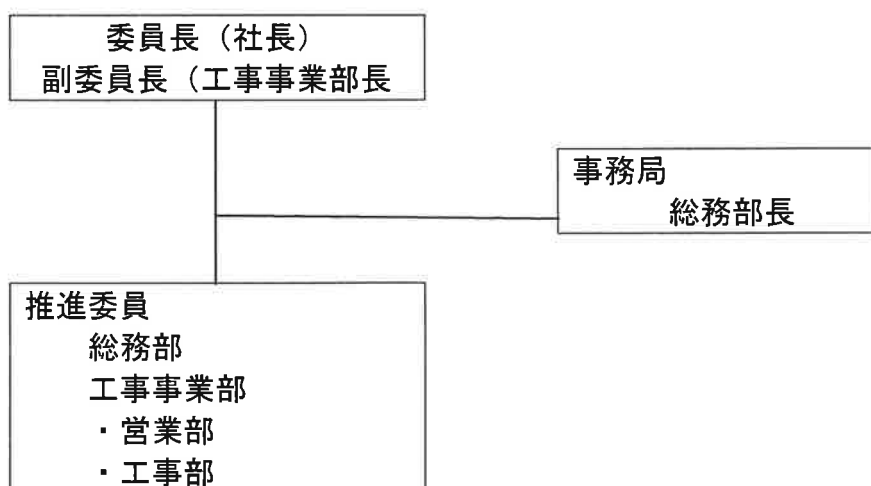 委員長（社長）
副委員長（工事事業部長
事務局
総務部長
推進委員
総務部
工事事業部
・営業部
・工事部